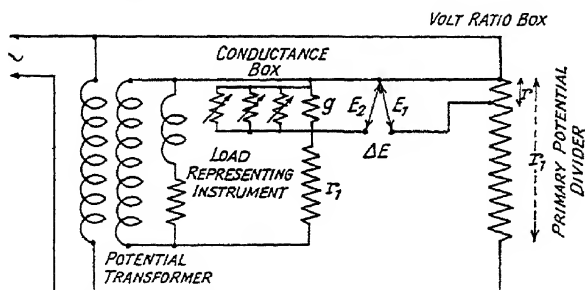 VOLT RATIO BOX
CONDUCTANCE
BOX
g
E2
E1
ΔE
r
r1
PRIMARY POTENTIAL
DIVIDER
LOAD
REPRESENTING
INSTRUMENT
r1
POTENTIAL
TRANSFORMER